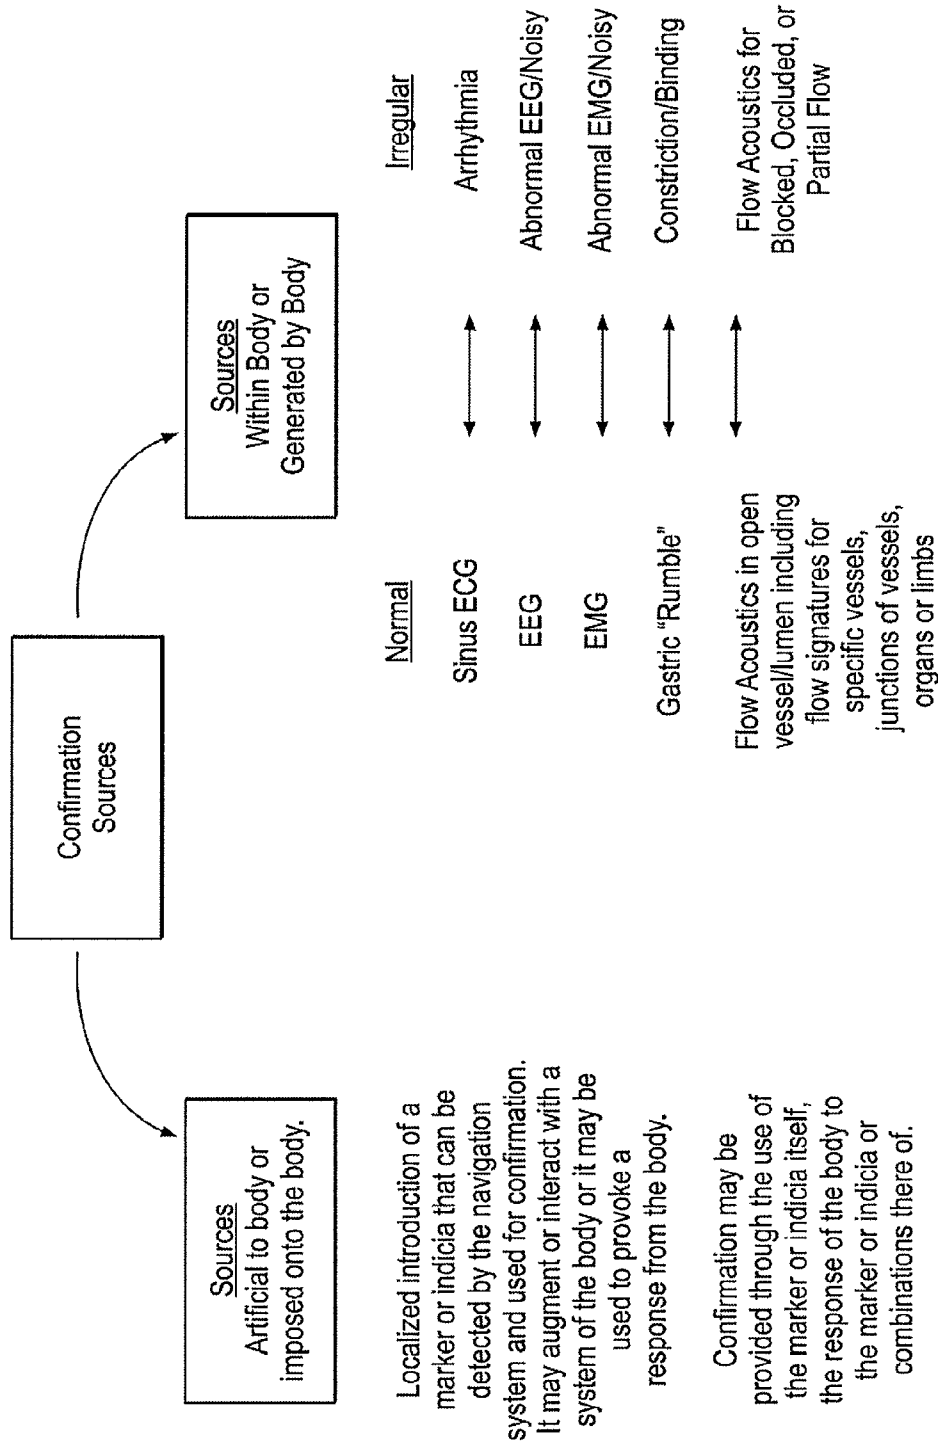 Confirmation
Sources
Sources
Artificial to body or
imposed onto the body.
Localized introduction of a
marker or indicia that can be
detected by the navigation
system and used for confirmation.
It may augment or interact with a
system of the body or it may be
used to provoke a
response from the body.
Confirmation may be
provided through the use of
the marker or indicia itself,
the response of the body to
the marker or indicia or
combinations there of.
Sources
Within Body or
Generated by Body
Normal
Irregular
Sinus ECG
Arrhythmia
EEG
Abnormal EEG/Noisy
EMG
Abnormal EMG/Noisy
Gastric “Rumble”
Constriction/Binding
Flow Acoustics in open
vessel/lumen including
flow signatures for
specific vessels,
junctions of vessels,
organs or limbs
Flow Acoustics for
Blocked, Occluded, or
Partial Flow